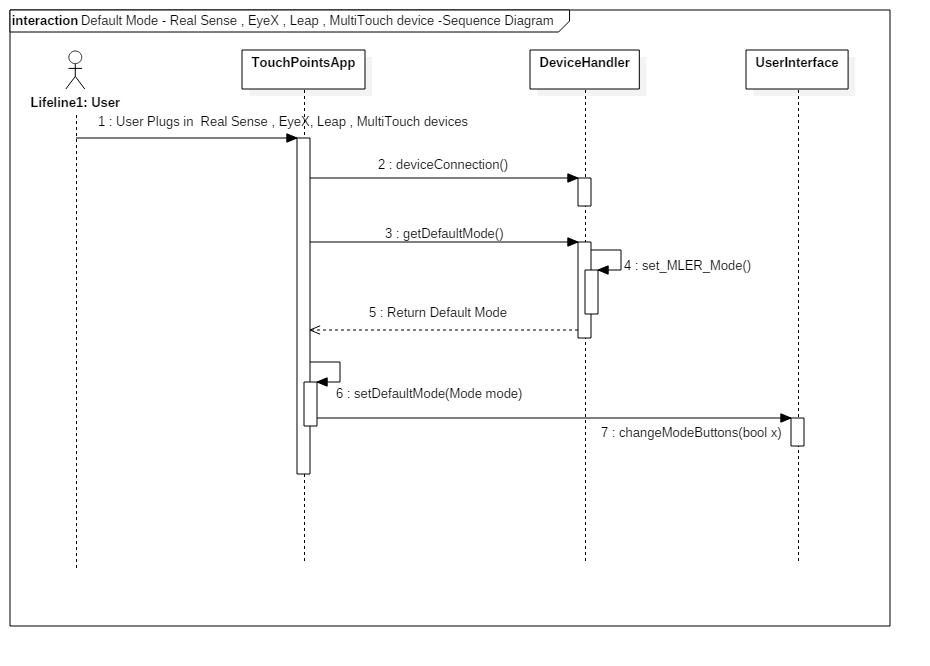 interaction Default Mode - Real Sense , EyeX , Leap , MultiTouch device -Sequence Diagram
TouchPointsApp
DeviceHandler
UserInterface
Lifeline1: User
1 : User Plugs in  Real Sense , EyeX, Leap , MultiTouch devices
2 : deviceConnection()
3 : getDefaultMode()
4 : set_MLER_Mode()
5 : Return Default Mode
6 : setDefaultMode(Mode mode)
7 : changeModeButtons(bool x)